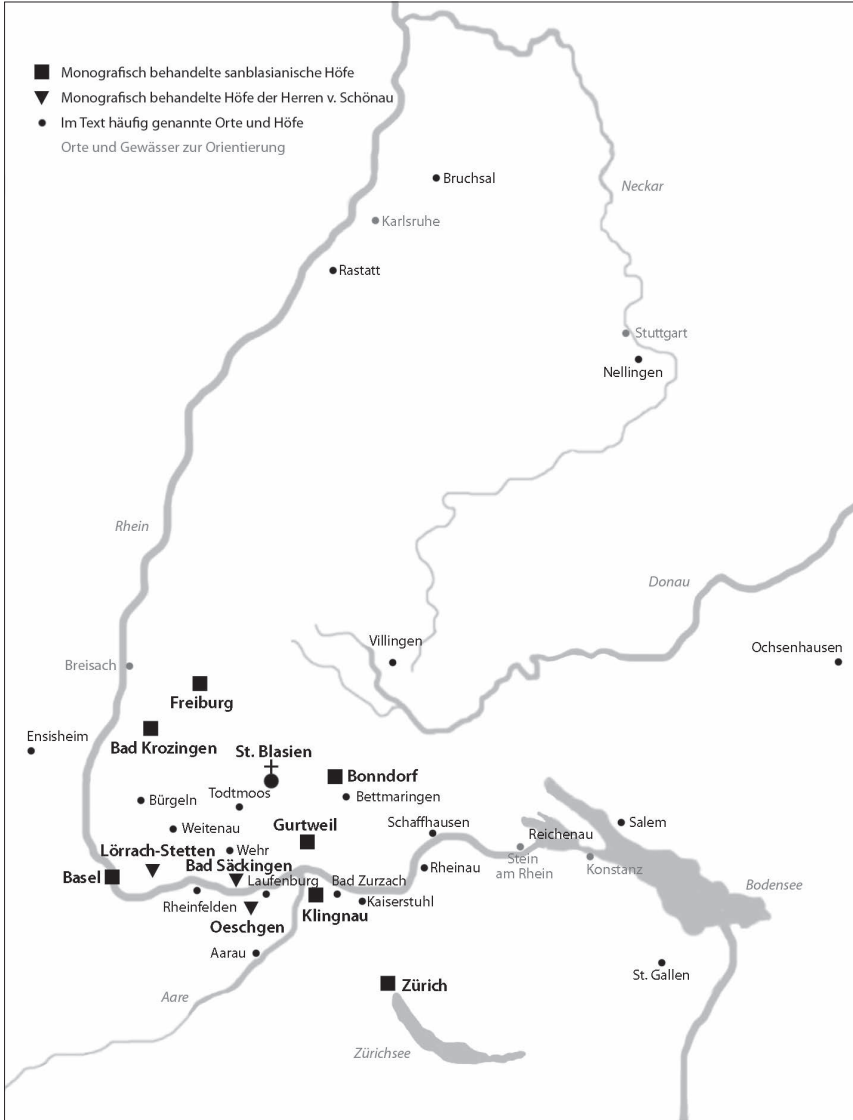 Monografisch behandelte sanblasianische Höfe
Monografisch behandelte Höfe der Herren v. Schönau
Im Text häufig genannte Orte und Höfe
Orte und Gewässer zur Orientierung
Bruchsal
Neckar
Karlsruhe
Rastatt
Stuttgart
Nellingen
Rhein
Donau
Villingen
Ochsenhausen
Breisach
Freiburg
Ensisheim
Bad Krozingen
St. Blasien
Bonndorf
Todtmoos
Bettmaringen
Bürgeln
Schaffhausen
Salem
Gurtweil
Weitenau
Reichenau
Lörrach-Stetten
Wehr
Stein
am Rhein
Bad Säckingen
Rheinau
Konstanz
Basel
Laufenburg
Bad Zurzach
Bodensee
Rheinfelden
Kaiserstuhl
Klingnau
Oeschgen
Aarau
St. Gallen
Zürich
Aare
Zürichsee